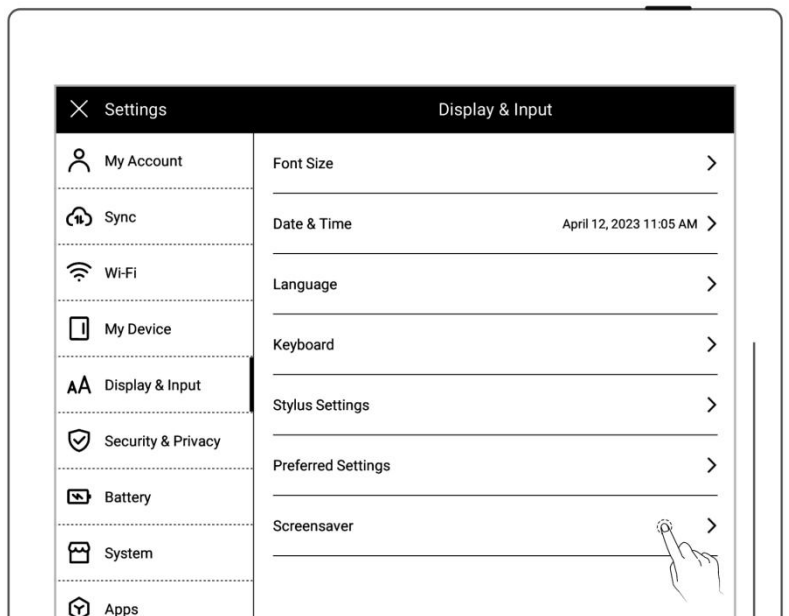 Settings
Display & Input
My Account
Sync
Wi-Fi
My Device
Display & Input
Security & Privacy
Battery
System
Apps
Font Size
Date & Time April 12, 2023 11:05 AM
Language
Keyboard
Stylus Settings
Preferred Settings
Screensaver